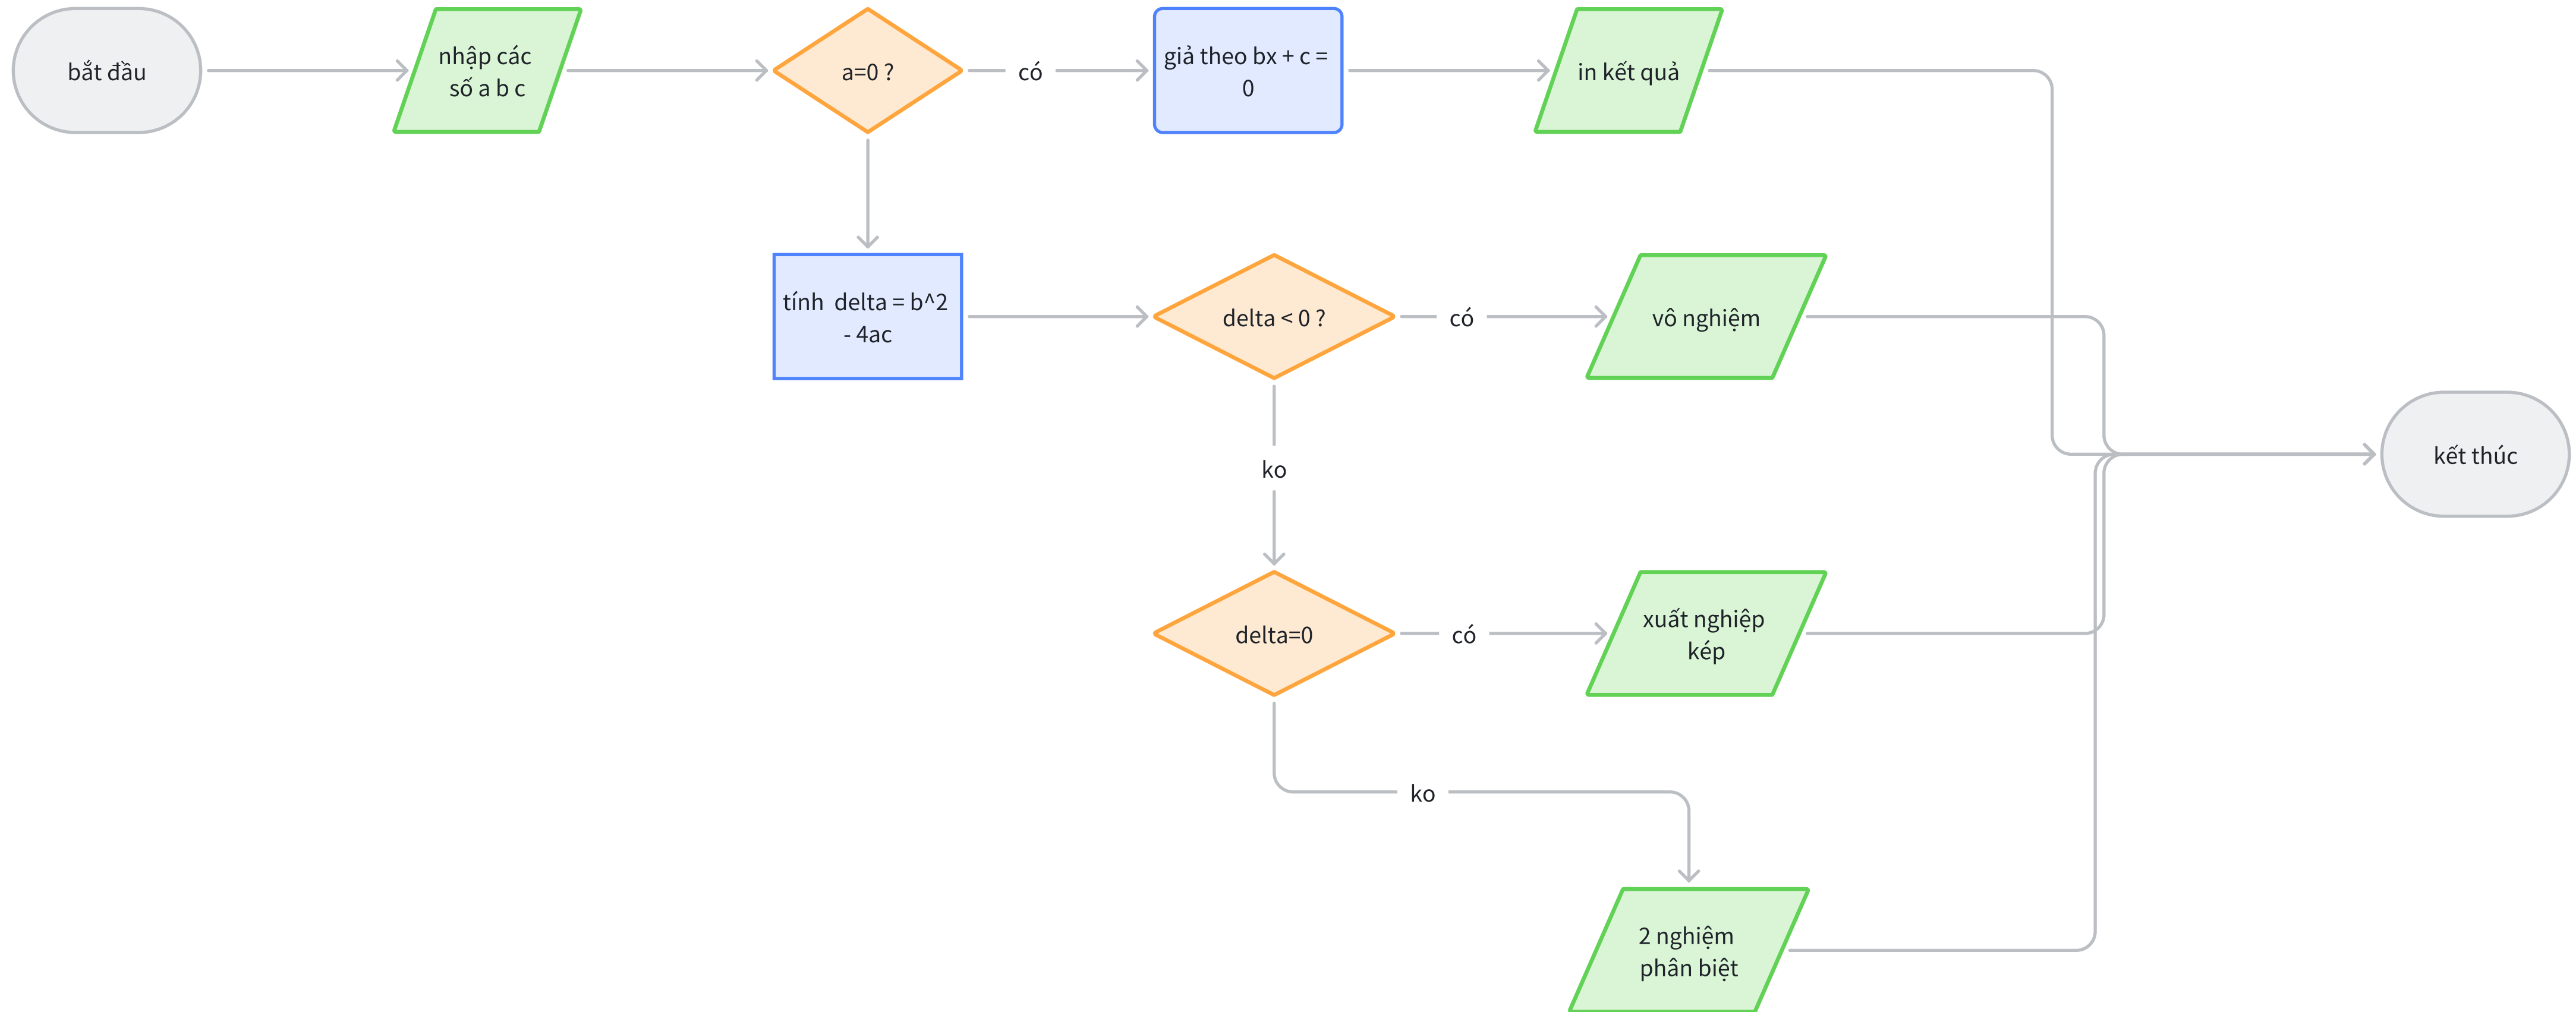 bắt đầu
nhập các
số a b c
a=0 ?
có
giả theo bx + c =
0
in kết quả
tính  delta = b^2
- 4ac
delta < 0 ?
có
vô nghiệm
kết thúc
ko
delta=0
có
xuất nghiệp
kép
ko
2 nghiệm
phân biệt